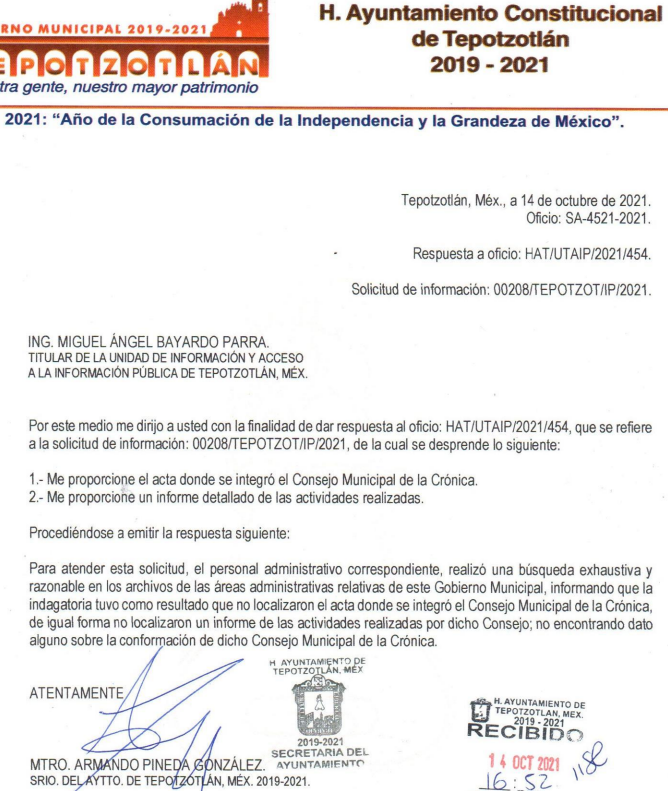 RNO MUNICIPAL 2019-2021
EPOTZOTLÁN
tra gente, nuestro mayor patrimonio
H. Ayuntamiento Constitucional
de Tepotzotlán
2019 - 2021
2021: “Año de la Consumación de la Independencia y la Grandeza de México”.
Tepotzotlán, Méx., a 14 de octubre de 2021.
Oficio: SA-4521-2021.
Respuesta a oficio: HAT/UTAIP/2021/454.
Solicitud de información: 00208/TEPOTZOT/IP/2021.
ING. MIGUEL ÁNGEL BAYARDO PARRA.
TITULAR DE LA UNIDAD DE INFORMACIÓN Y ACCESO
A LA INFORMACIÓN PÚBLICA DE TEPOTZOTLÁN, MÉX.
Por este medio me dirijo a usted con la finalidad de dar respuesta al oficio: HAT/UTAIP/2021/454, que se refiere
a la solicitud de información: 00208/TEPOTZOT/IP/2021, de la cual se desprende lo siguiente:
1.- Me proporcione el acta donde se integró el Consejo Municipal de la Crónica.
2.- Me proporcione un informe detallado de las actividades realizadas.
Procediéndose a emitir la respuesta siguiente:
Para atender esta solicitud, el personal administrativo correspondiente, realizó una búsqueda exhaustiva y
razonable en los archivos de las áreas administrativas relativas de este Gobierno Municipal, informando que la
indagatoria tuvo como resultado que no localizaron el acta donde se integró el Consejo Municipal de la Crónica,
de igual forma no localizaron un informe de las actividades realizadas por dicho Consejo; no encontrando dato
alguno sobre la conformación de dicho Consejo Municipal de la Crónica.
H. AYUNTAMIENTO DE
TEPOTZOTLÁN, MÉX
2019-2021
SECRETARIA DEL
AYUNTAMIENTO
ATENTAMENTE
MTRO. ARMANDO PINEDA GONZÁLEZ.
SRIO. DEL AYTTO. DE TEPOTZOTLÁN, MÉX. 2019-2021.
H. AYUNTAMIENTO DE
TEPOTZOTLAN, MEX.
2019 - 2021
RECIBIDO
14 OCT 2021
16:52